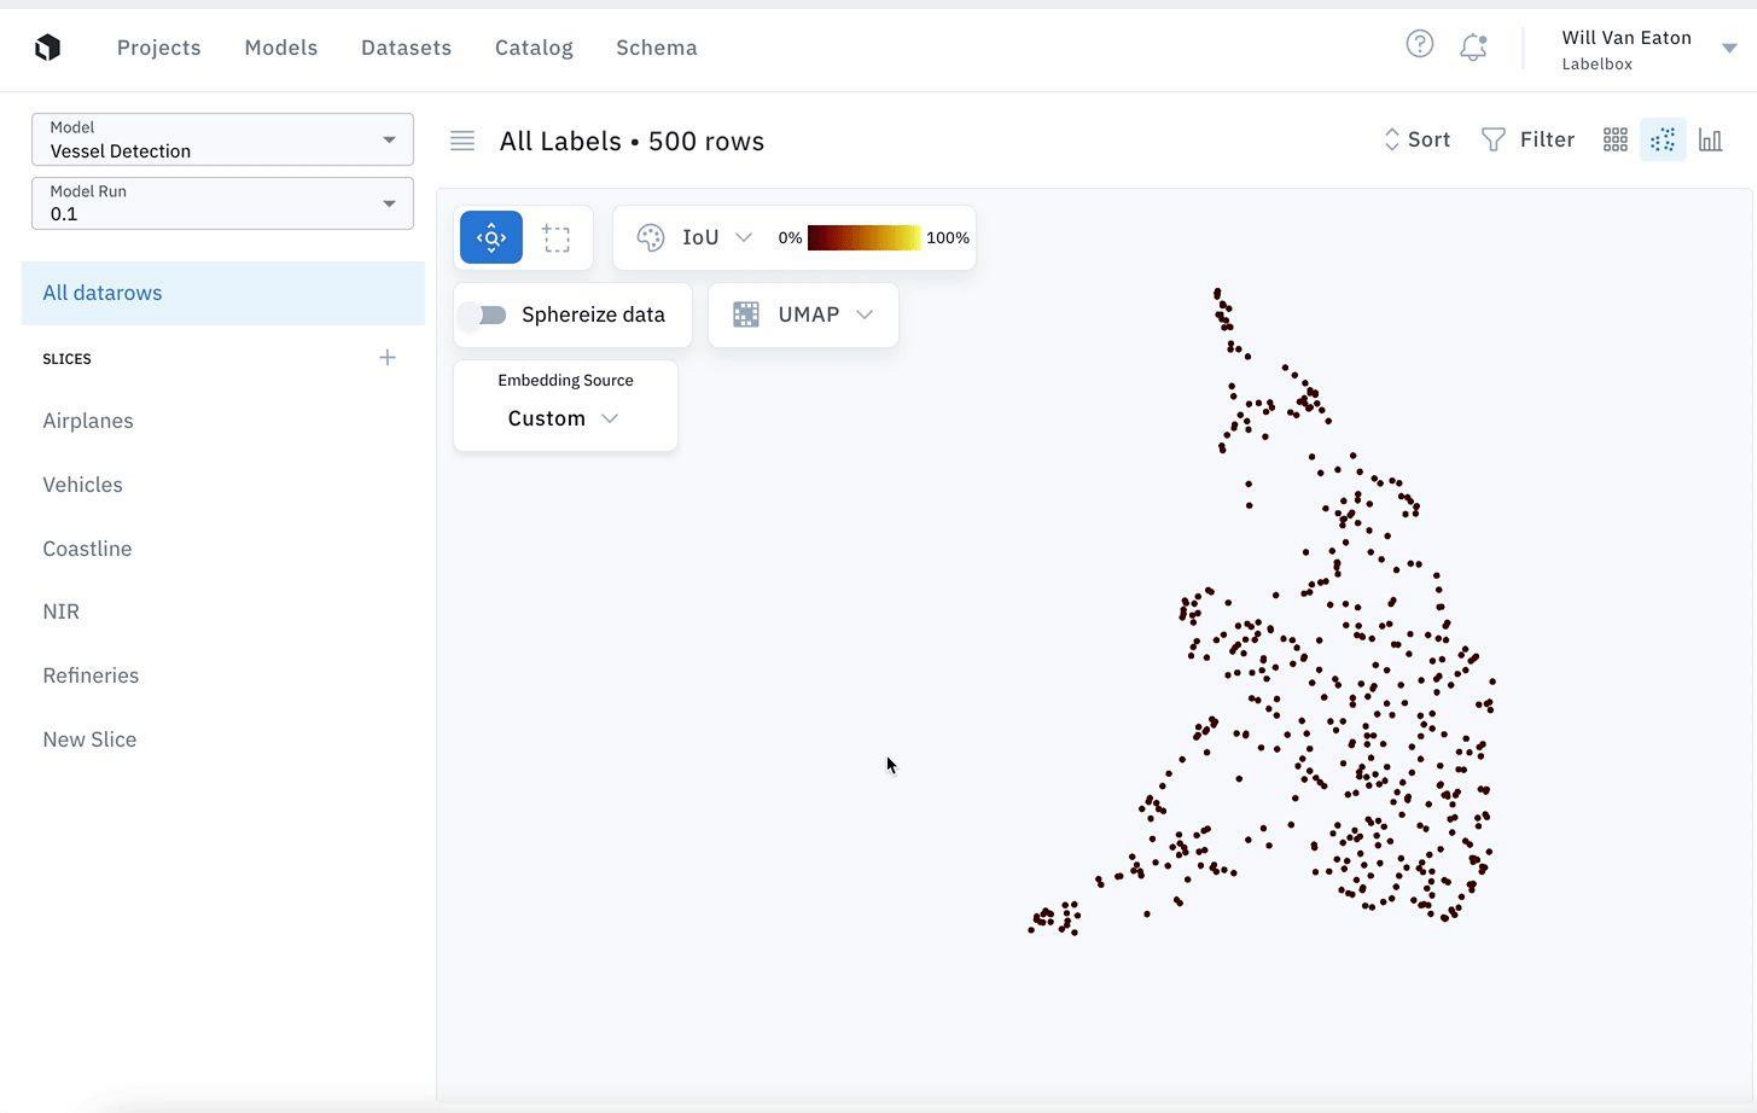 Projects
Models
Datasets
Catalog
Schema
Will Van Eaton
Labelbox
Model
Vessel Detection
Model Run
0.1
All datarows
SLICES
Airplanes
Vehicles
Coastline
NIR
Refineries
New Slice
All Labels • 500 rows
Sort
Filter
IoU
0%
100%
Sphereize data
UMAP
Embedding Source
Custom